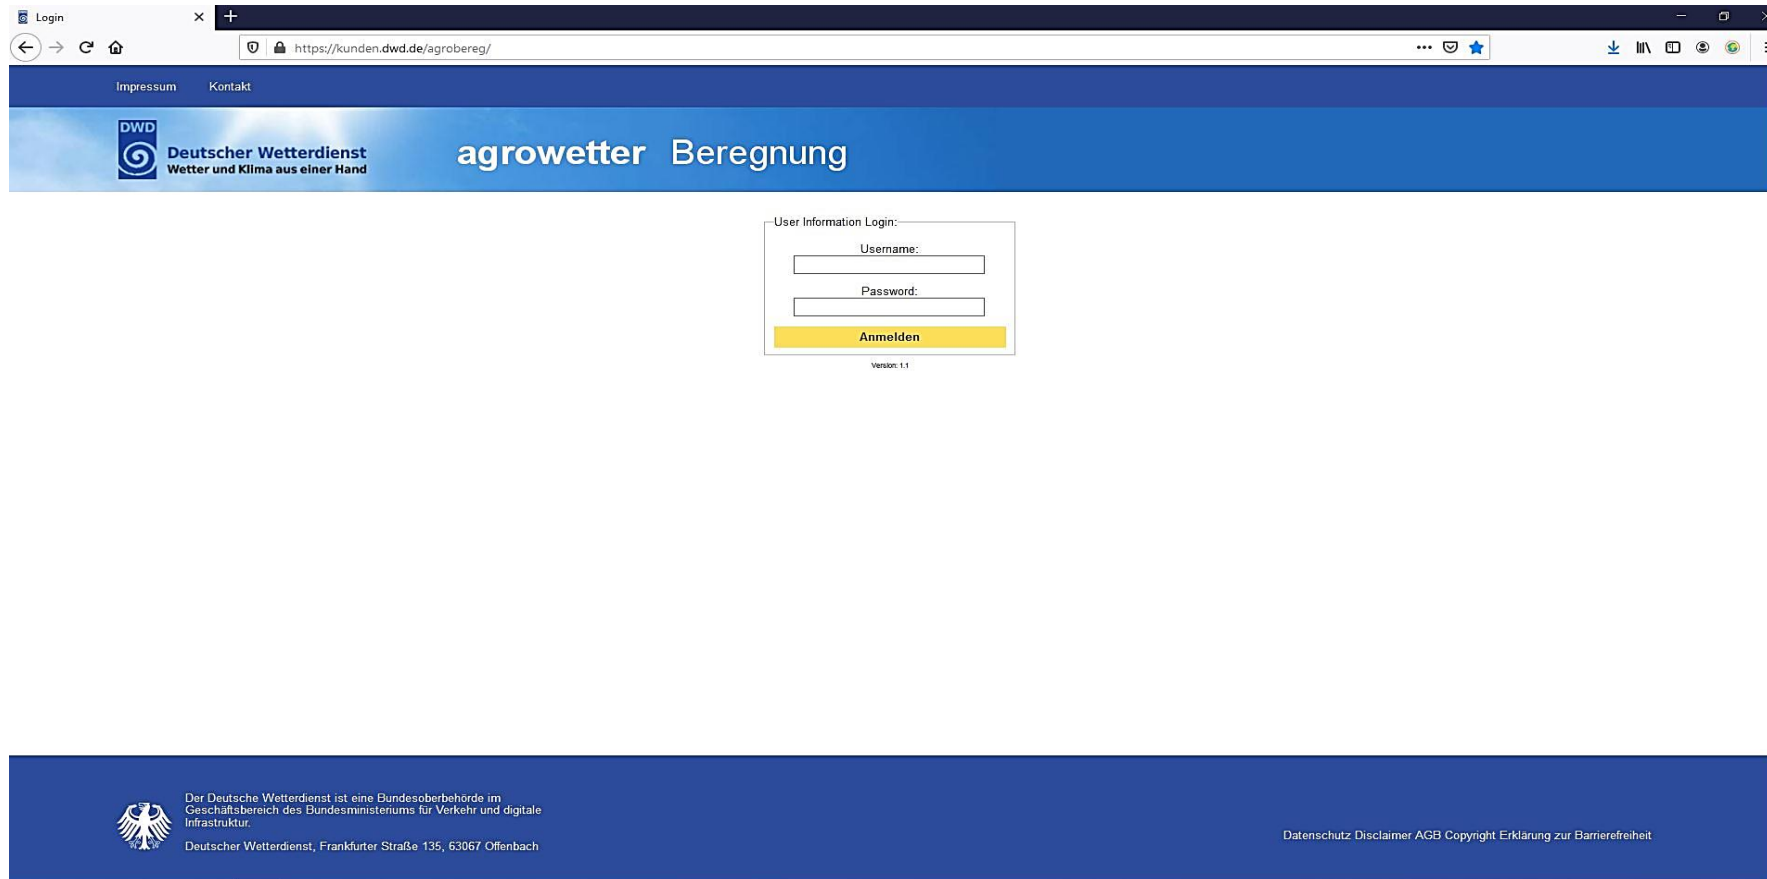 Login
https://kunden.dwd.de/agrobereg/
Impressum Kontakt
DWD
Deutscher Wetterdienst
Wetter und Klima aus einer Hand
agrowetter Beregnung
User Information Login:
Username:
Password:
Anmelden
Version: 1.1
Der Deutsche Wetterdienst ist eine Bundesoberbehörde im
Geschäftsbereich des Bundesministeriums für Verkehr und digitale
Infrastruktur.
Deutscher Wetterdienst, Frankfurter Straße 135, 63067 Offenbach
Datenschutz Disclaimer AGB Copyright Erklärung zur Barrierefreiheit